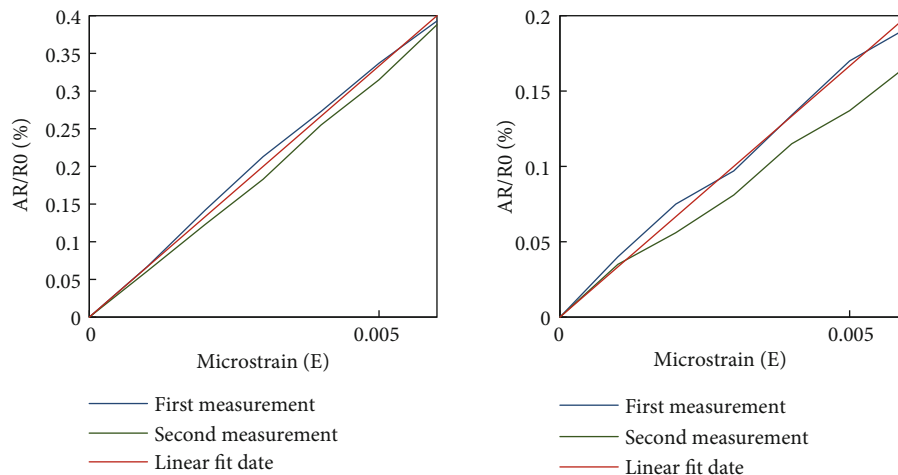 0.4
0.35
0.3
0.25
0.2
0.15
0.1
0.05
0
AR/R0 (%)
0
0.005
Microstrain (E)
First measurement
Second measurement
Linear fit date
0.2
0.15
0.1
0.05
0
AR/R0 (%)
0
0.005
Microstrain (E)
First measurement
Second measurement
Linear fit date